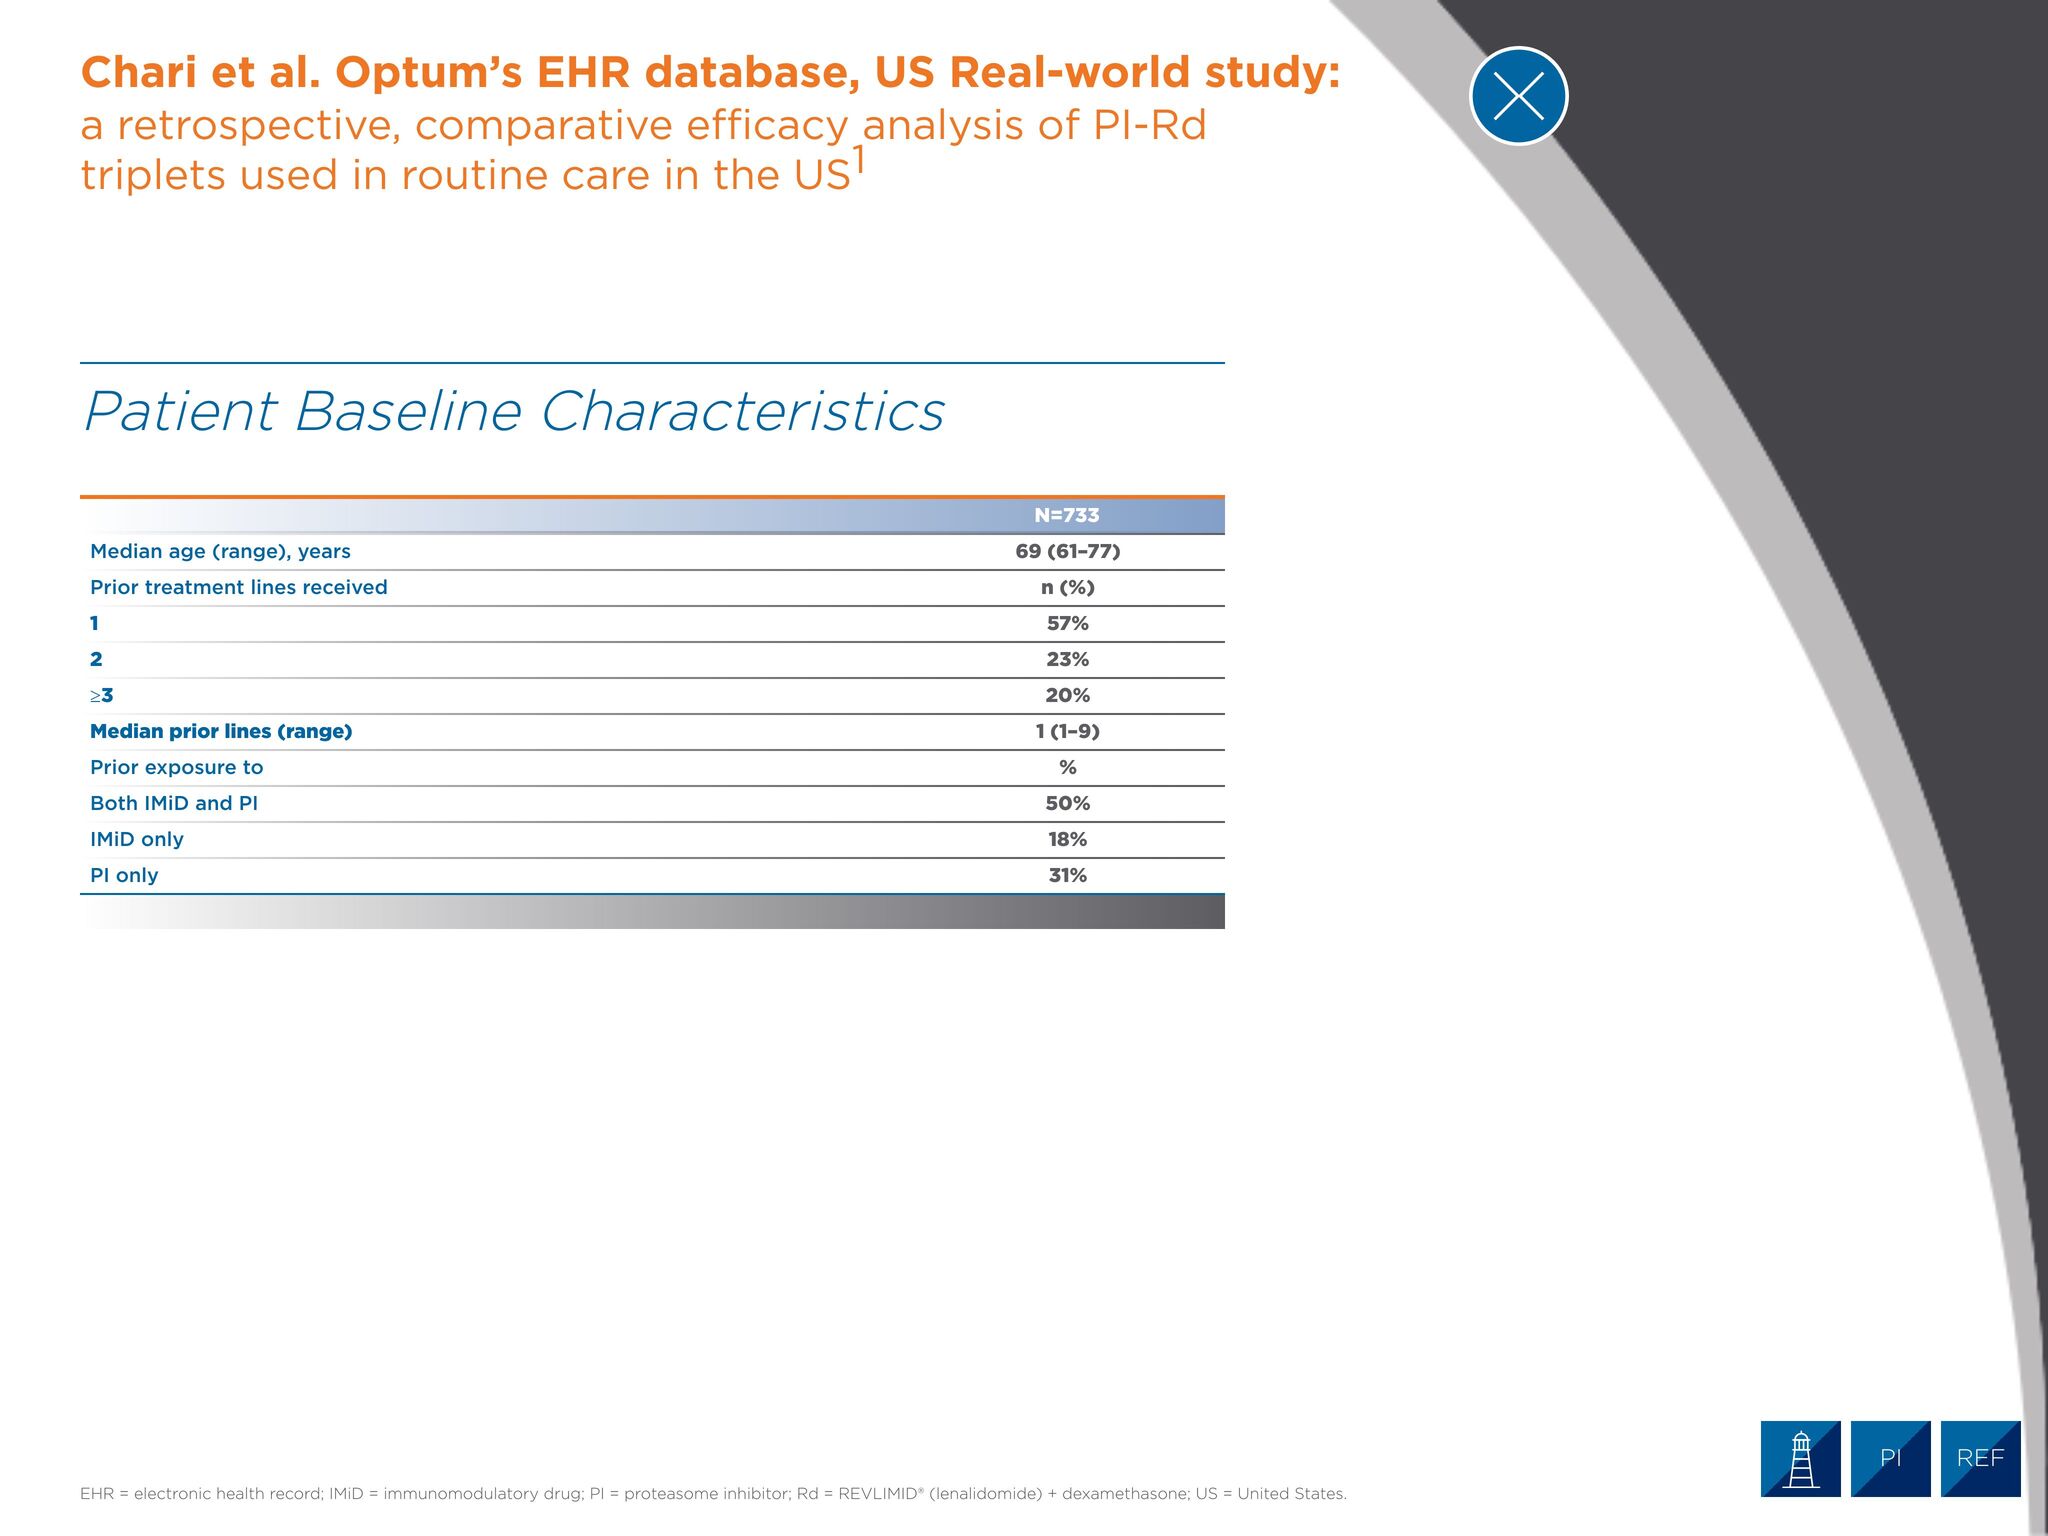 Chari et al. Optum’s EHR database, US Real-world study:
a retrospective, comparative efficacy analysis of PI-Rd
triplets used in routine care in the US1
Patient Baseline Characteristics
N=733
Median age (range), years 69 (61–77)
Prior treatment lines received n (%)
1 57%
2 23%
≥3 20%
Median prior lines (range) 1 (1–9)
Prior exposure to %
Both IMiD and PI 50%
IMiD only 18%
PI only 31%
PI REF
EHR = electronic health record; IMiD = immunomodulatory drug; PI = proteasome inhibitor; Rd = REVLIMID® (lenalidomide) + dexamethasone; US = United States.